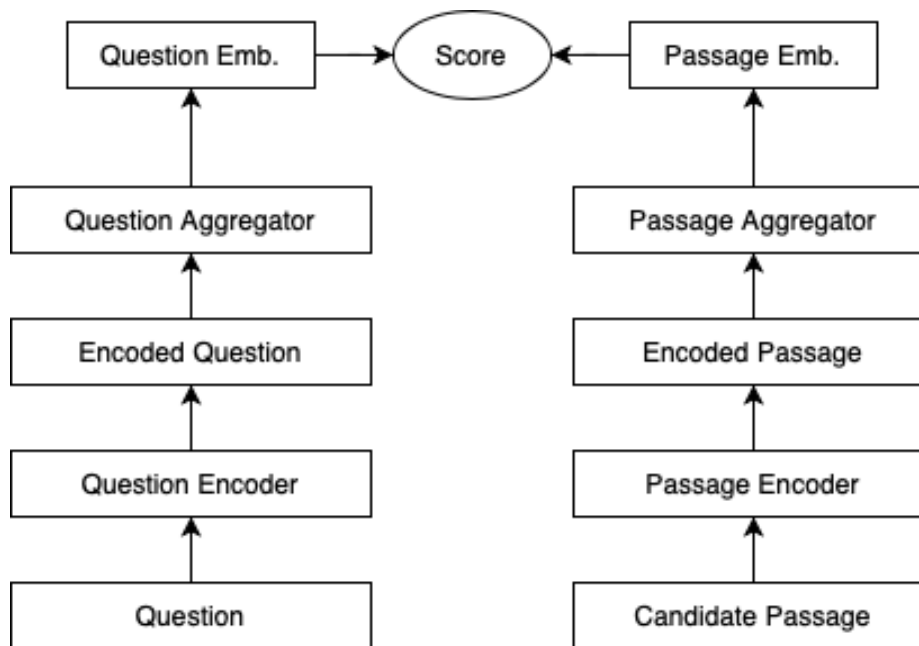 Question Emb.
Score
Passage Emb.
Question Aggregator
Passage Aggregator
Encoded Question
Encoded Passage
Question Encoder
Passage Encoder
Question
Candidate Passage